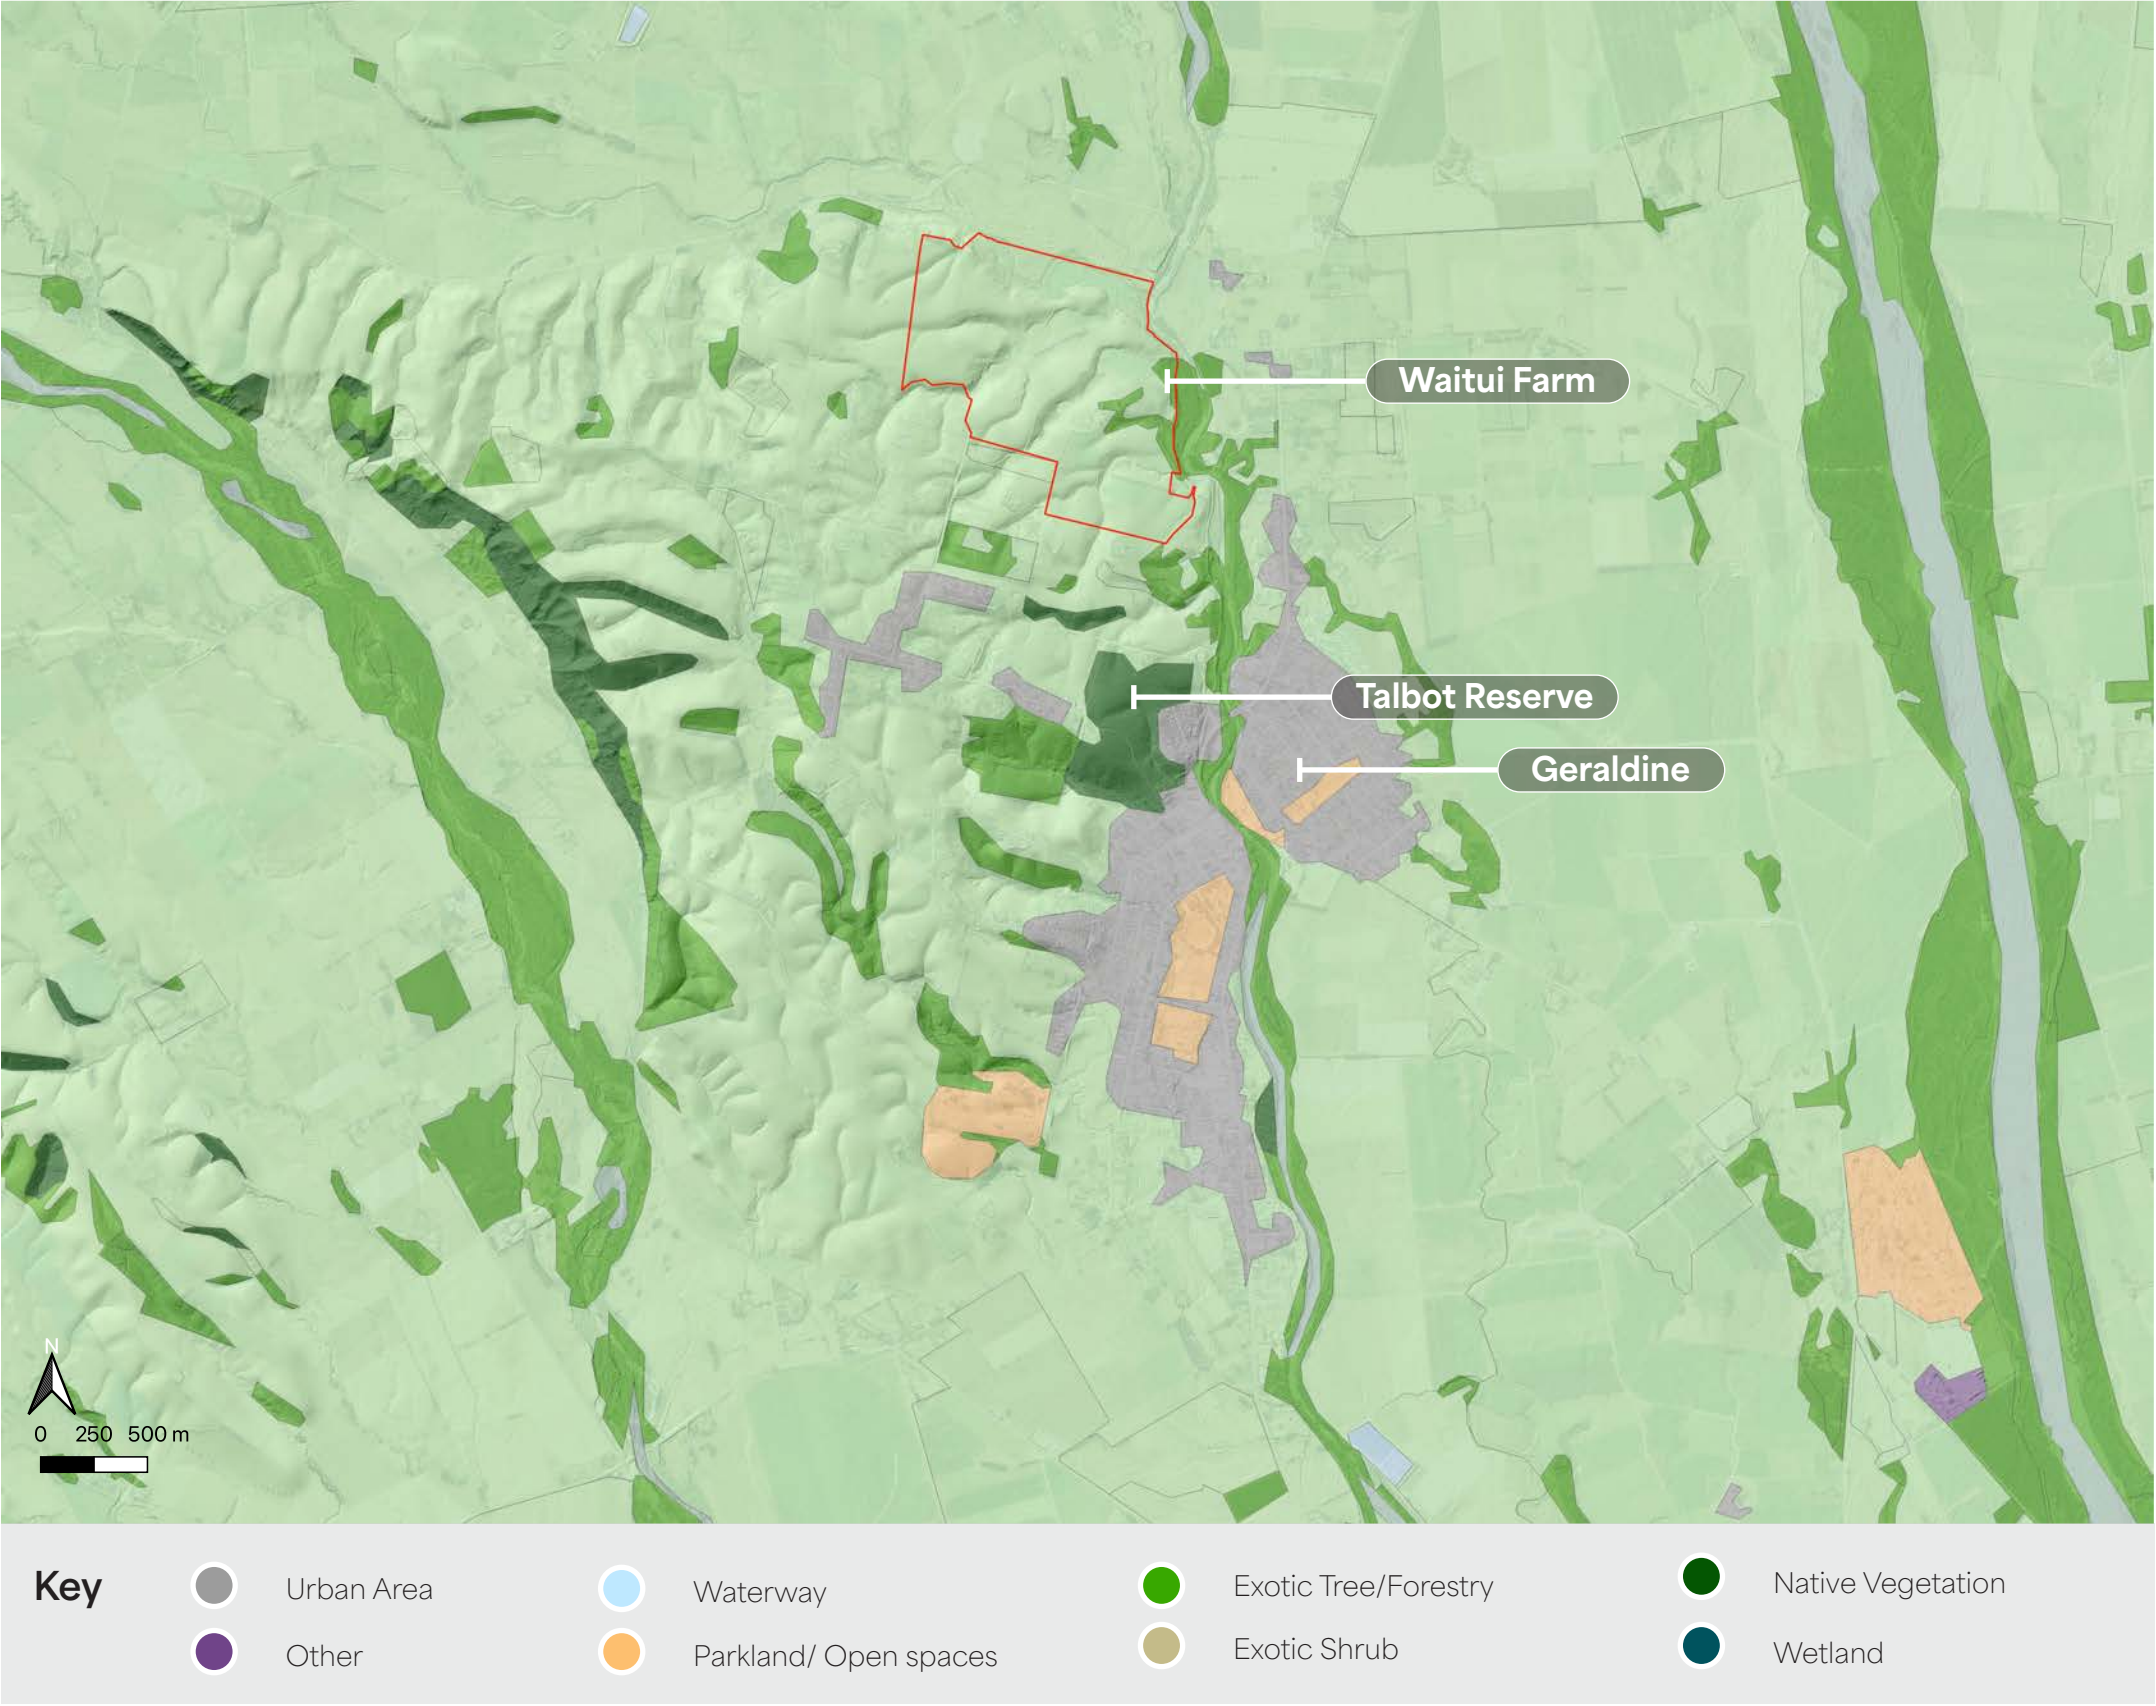 Waitui Farm
Talbot Reserve
Geraldine
N
0 250 500 m
Key
Urban Area
Waterway
Exotic Tree/Forestry
Native Vegetation
Other
Parkland/ Open spaces
Exotic Shrub
Wetland